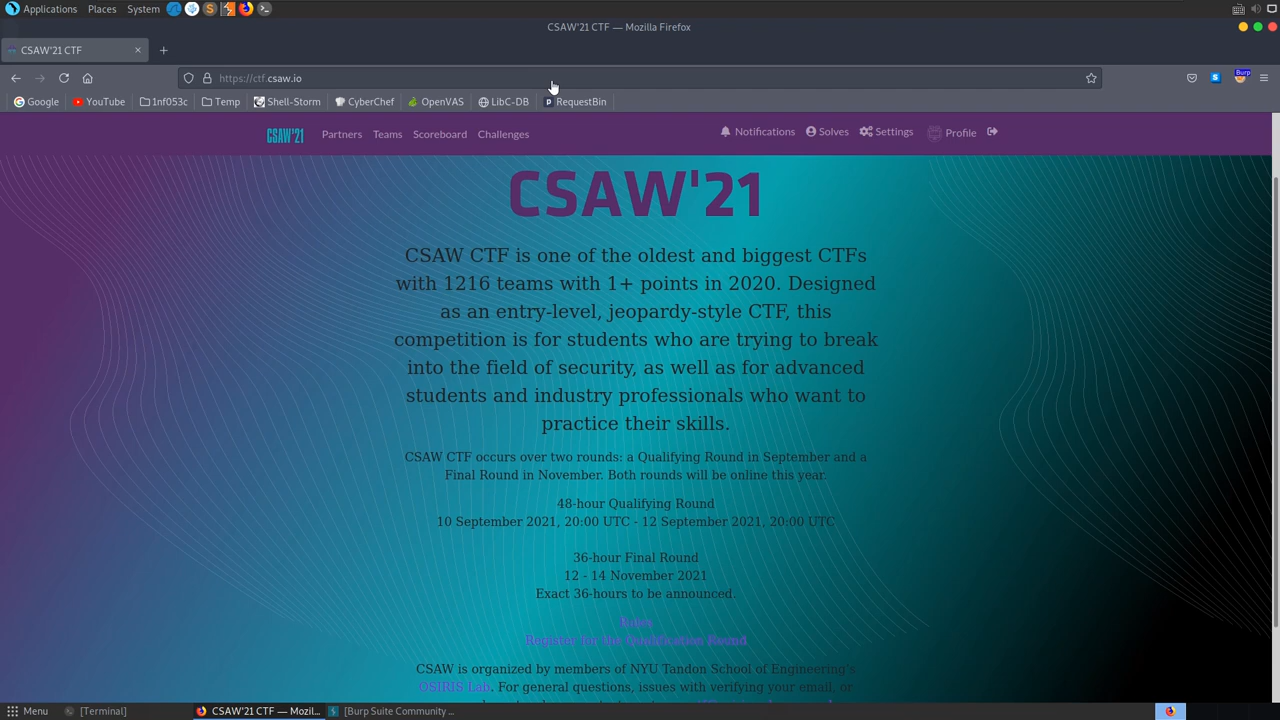 Applications Places System
CSAW'21 CTF — Mozilla Firefox
CSAW'21 CTF
https://ctf.csaw.io
Burp
Google YouTube 1nf053c Temp Shell-Storm CyberChef OpenVAS LibC-DB RequestBin
CSAW'21 Partners Teams Scoreboard Challenges Notifications Solves Settings Profile
CSAW'21
CSAW CTF is one of the oldest and biggest CTFs
with 1216 teams with 1+ points in 2020. Designed
as an entry-level, jeopardy-style CTF, this
competition is for students who are trying to break
into the field of security, as well as for advanced
students and industry professionals who want to
practice their skills.
CSAW CTF occurs over two rounds: a Qualifying Round in September and a
Final Round in November. Both rounds will be online this year.
48-hour Qualifying Round
10 September 2021, 20:00 UTC - 12 September 2021, 20:00 UTC
36-hour Final Round
12 - 14 November 2021
Exact 36-hours to be announced.
Rules
Register for the Qualification Round
CSAW is organized by members of NYU Tandon School of Engineering's
OSIRIS Lab. For general questions, issues with verifying your email, or
Menu [Terminal] CSAW'21 CTF — Mozil... [Burp Suite Community ...